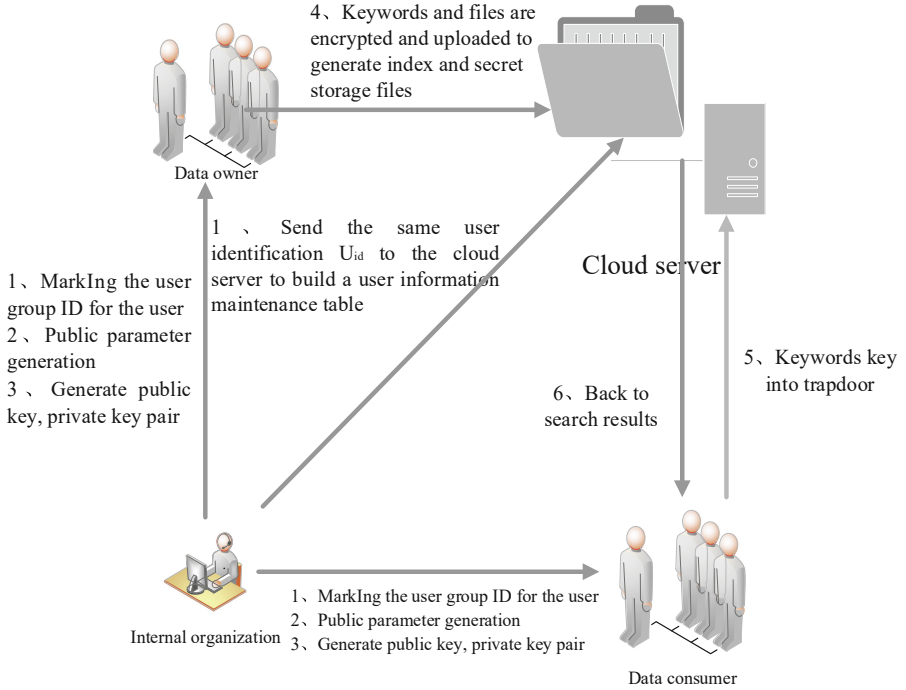 4、Keywords and files are
encrypted and uploaded to
generate index and secret
storage files
Data owner
1 、 Send the same user
identification Uid to the cloud
server to build a user information
maintenance table
Cloud server
1、MarkIng the user
group ID for the user
2 、 Public parameter
generation
3 、 Generate public
key, private key pair
5、Keywords key
into trapdoor
6、Back to
search results
Internal organization
1、MarkIng the user group ID for the user
2、Public parameter generation
3、Generate public key, private key pair
Data consumer